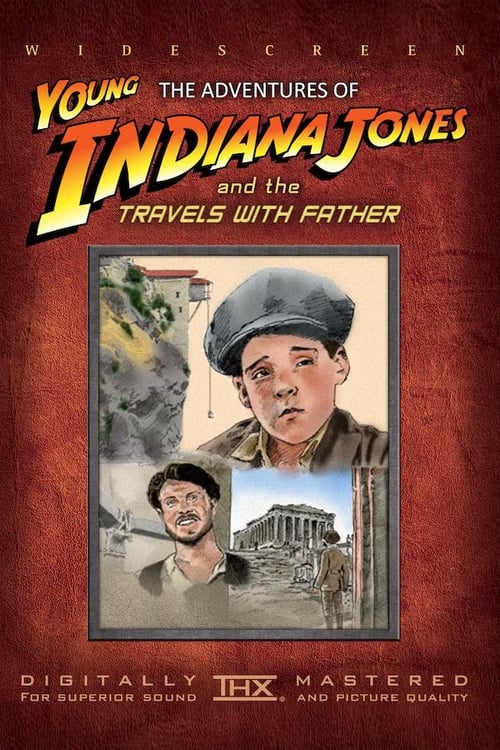 WIDESCREEN
THE ADVENTURES OF
YOUNG
INDIANA JONES
and the
TRAVELS WITH FATHER
DIGITALLY THX® MASTERED
FOR SUPERIOR SOUND AND PICTURE QUALITY